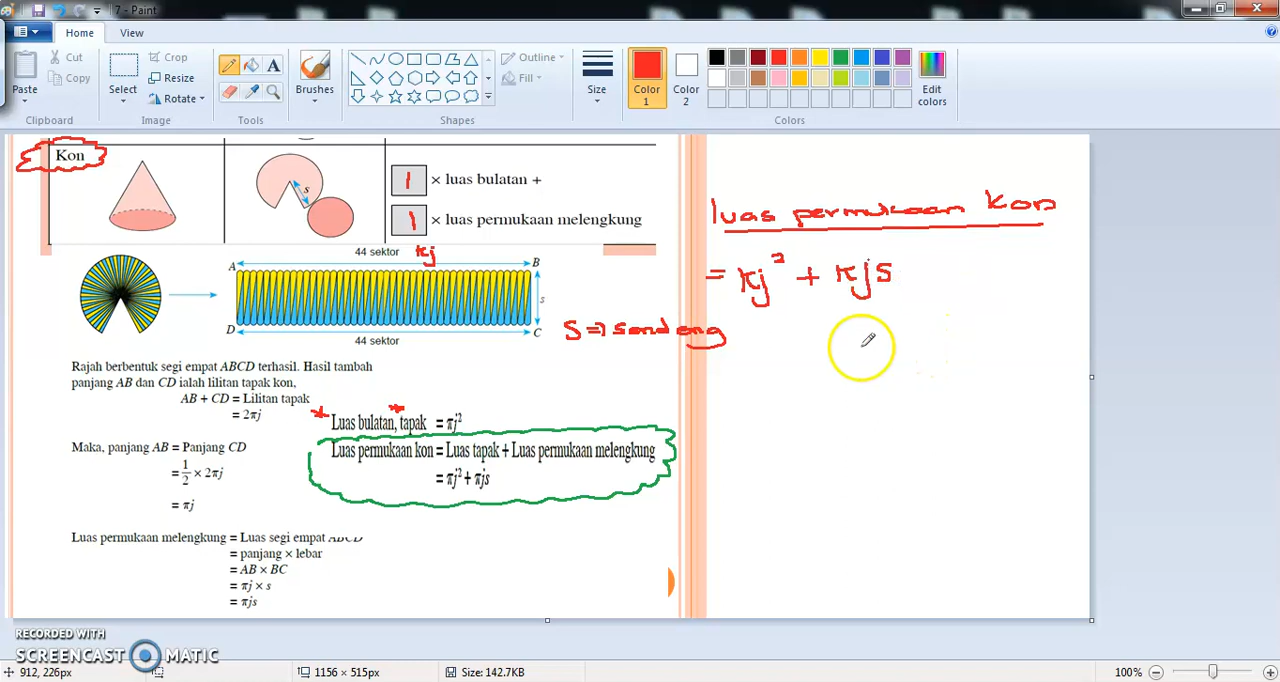 7 - Paint
Home View
Cut
Copy
Paste
Clipboard
Select
Crop
Resize
Rotate
Image
A
Tools
Brushes
Outline
Fill
Shapes
Size
Color 1
Color 2
Edit colors
Colors
Kon
s
1 × luas bulatan +
1 × luas permukaan melengkung
44 sektor
πj
A B
s
D C
44 sektor
s => sendeng
Rajah berbentuk segi empat ABCD terhasil. Hasil tambah
panjang AB dan CD ialah lilitan tapak kon,
AB + CD = Lilitan tapak
= 2πj
Maka, panjang AB = Panjang CD
= 1/2 × 2πj
= πj
Luas permukaan melengkung = Luas segi empat ABCD
= panjang × lebar
= AB × BC
= πj × s
= πjs
Luas bulatan, tapak = πj²
Luas permukaan kon = Luas tapak + Luas permukaan melengkung
= πj² + πjs
luas permukaan kon
= πj² + πjs
RECORDED WITH
SCREENCAST MATIC
912, 226px
1156 × 515px
Size: 142.7KB
100%